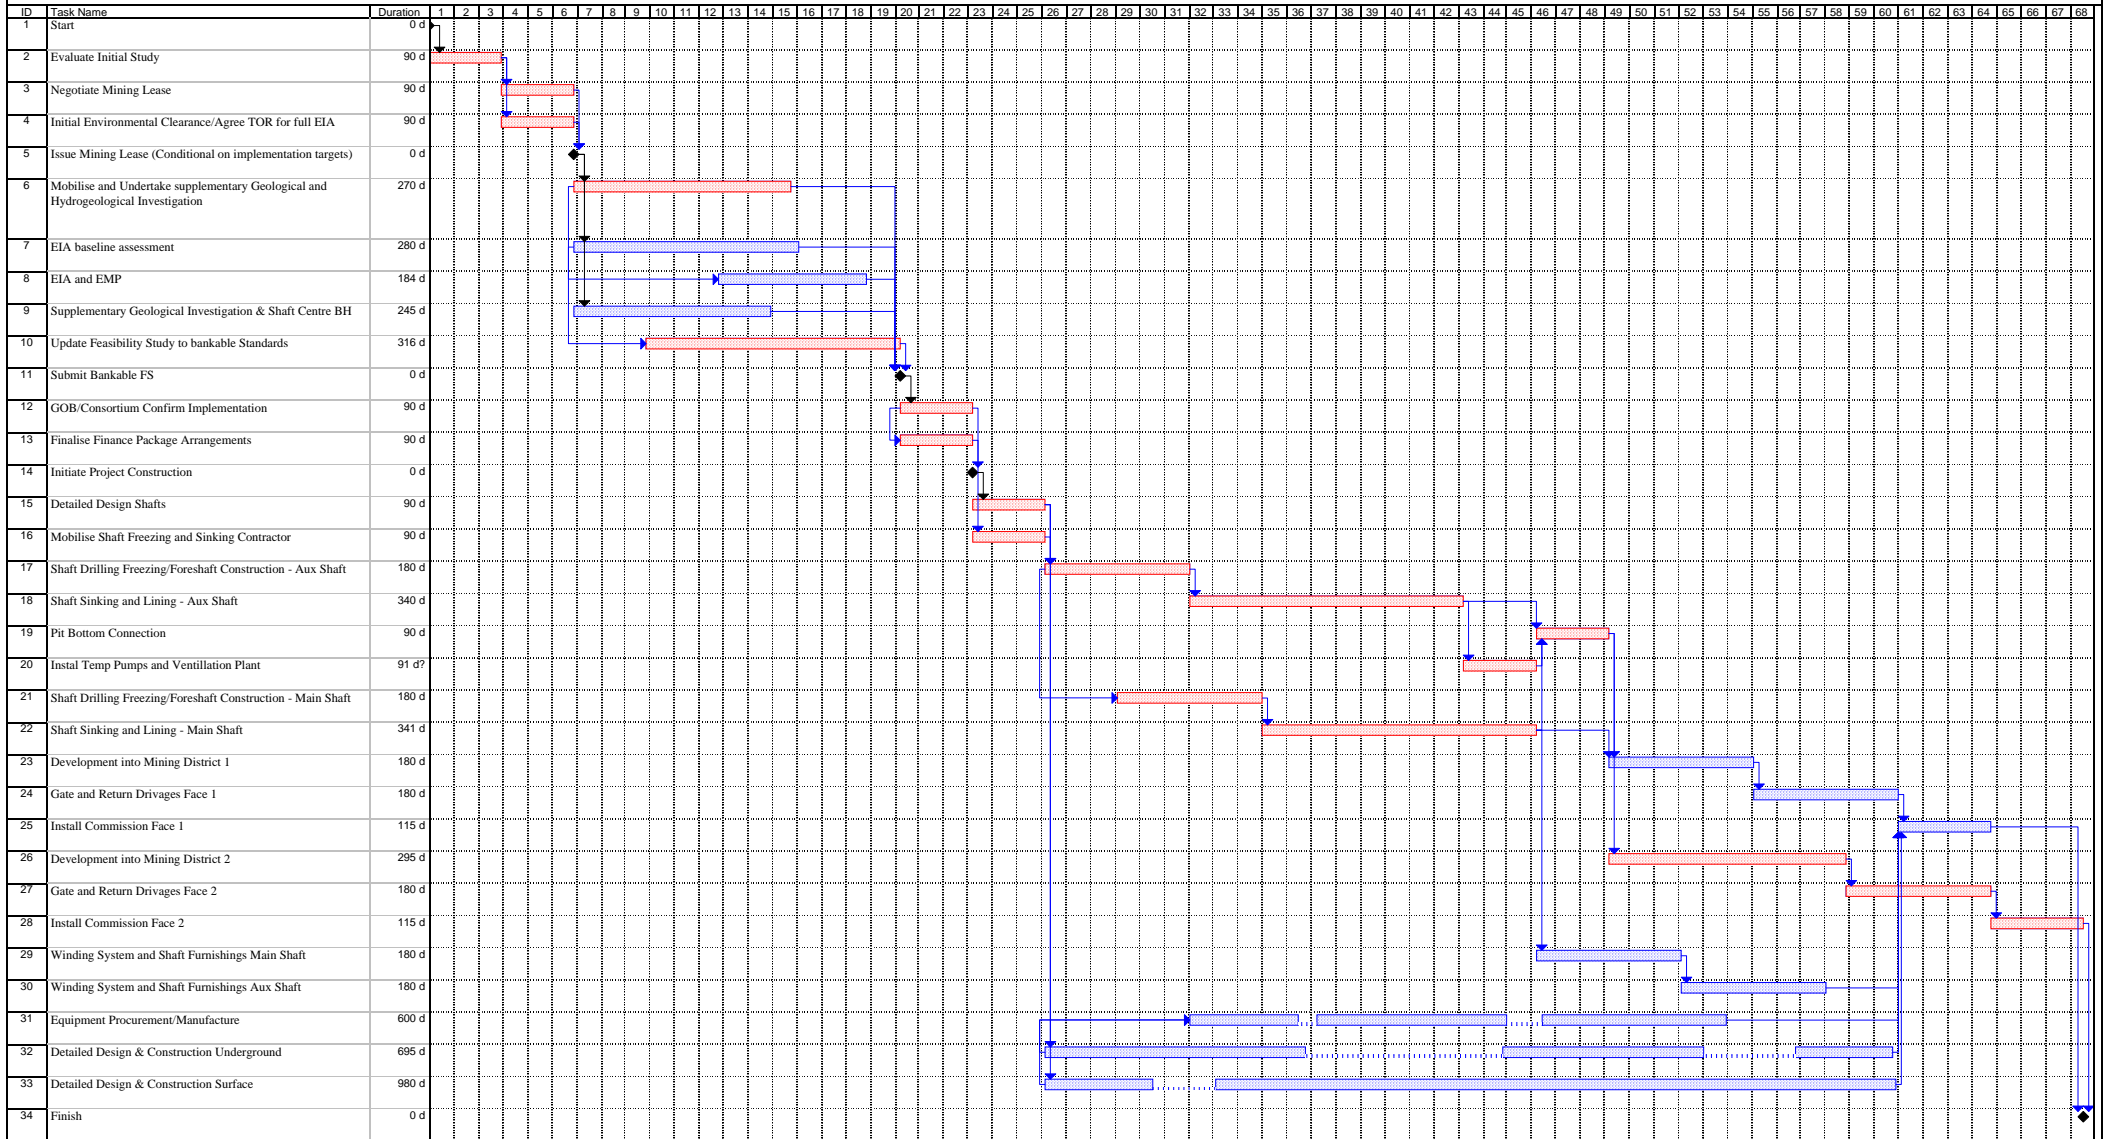 ID Task Name Duration 1 2 3 4 5 6 7 8 9 10 11 12 13 14 15 16 17 18 19 20 21 22 23 24 25 26 27 28 29 30 31 32 33 34 35 36 37 38 39 40 41 42 43 44 45 46 47 48 49 50 51 52 53 54 55 56 57 58 59 60 61 62 63 64 65 66 67 68
1 Start 0 d
2 Evaluate Initial Study 90 d
3 Negotiate Mining Lease 90 d
4 Initial Environmental Clearance/Agree TOR for full EIA 90 d
5 Issue Mining Lease (Conditional on implementation targets) 0 d
6 Mobilise and Undertake supplementary Geological and 270 d
Hydrogeological Investigation
7 EIA baseline assessment 280 d
8 EIA and EMP 184 d
9 Supplementary Geological Investigation & Shaft Centre BH 245 d
10 Update Feasibility Study to bankable Standards 316 d
11 Submit Bankable FS 0 d
12 GOB/Consortium Confirm Implementation 90 d
13 Finalise Finance Package Arrangements 90 d
14 Initiate Project Construction 0 d
15 Detailed Design Shafts 90 d
16 Mobilise Shaft Freezing and Sinking Contractor 90 d
17 Shaft Drilling Freezing/Foreshaft Construction - Aux Shaft 180 d
18 Shaft Sinking and Lining - Aux Shaft 340 d
19 Pit Bottom Connection 90 d
20 Instal Temp Pumps and Ventillation Plant 91 d?
21 Shaft Drilling Freezing/Foreshaft Construction - Main Shaft 180 d
22 Shaft Sinking and Lining - Main Shaft 341 d
23 Development into Mining District 1 180 d
24 Gate and Return Drivages Face 1 180 d
25 Install Commission Face 1 115 d
26 Development into Mining District 2 295 d
27 Gate and Return Drivages Face 2 180 d
28 Install Commission Face 2 115 d
29 Winding System and Shaft Furnishings Main Shaft 180 d
30 Winding System and Shaft Furnishings Aux Shaft 180 d
31 Equipment Procurement/Manufacture 600 d
32 Detailed Design & Construction Underground 695 d
33 Detailed Design & Construction Surface 980 d
34 Finish 0 d